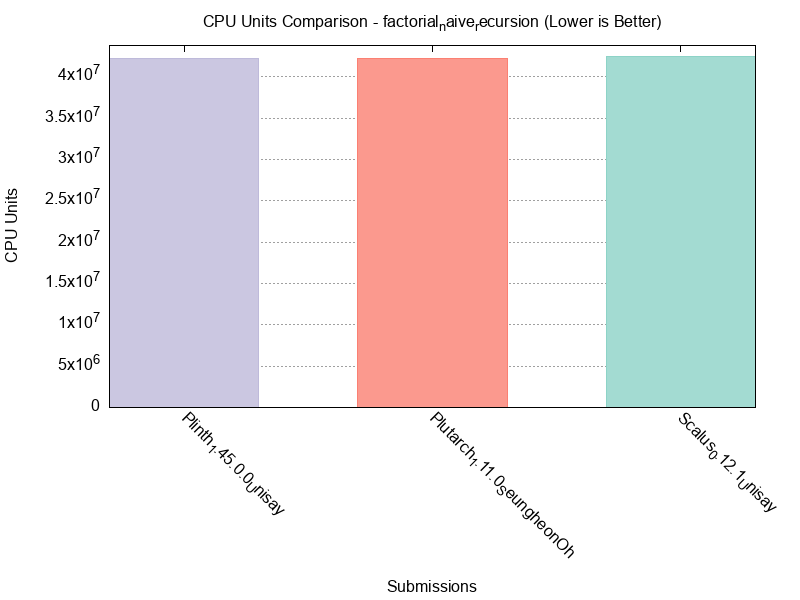 CPU Units Comparison - factorial_naive_recursion (Lower is Better)
4x10^7
3.5x10^7
3x10^7
2.5x10^7
2x10^7
1.5x10^7
1x10^7
5x10^6
0
CPU Units
Plinth_1.45.0.0_Unisay
Plutarch_1.11.0_SeungheonOh
Scalus_0.12.1_Unisay
Submissions